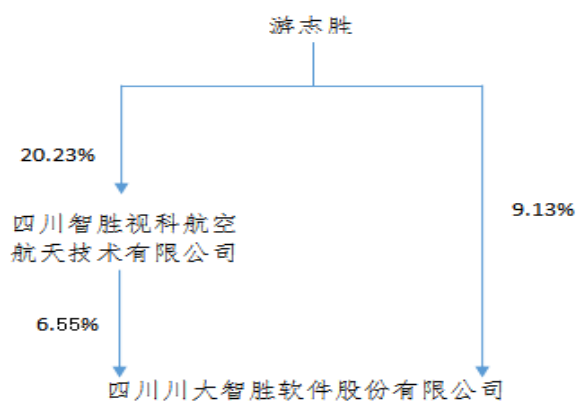 游志胜
20.23%
9.13%
四川智胜视科航空
航天技术有限公司
6.55%
四川川大智胜软件股份有限公司